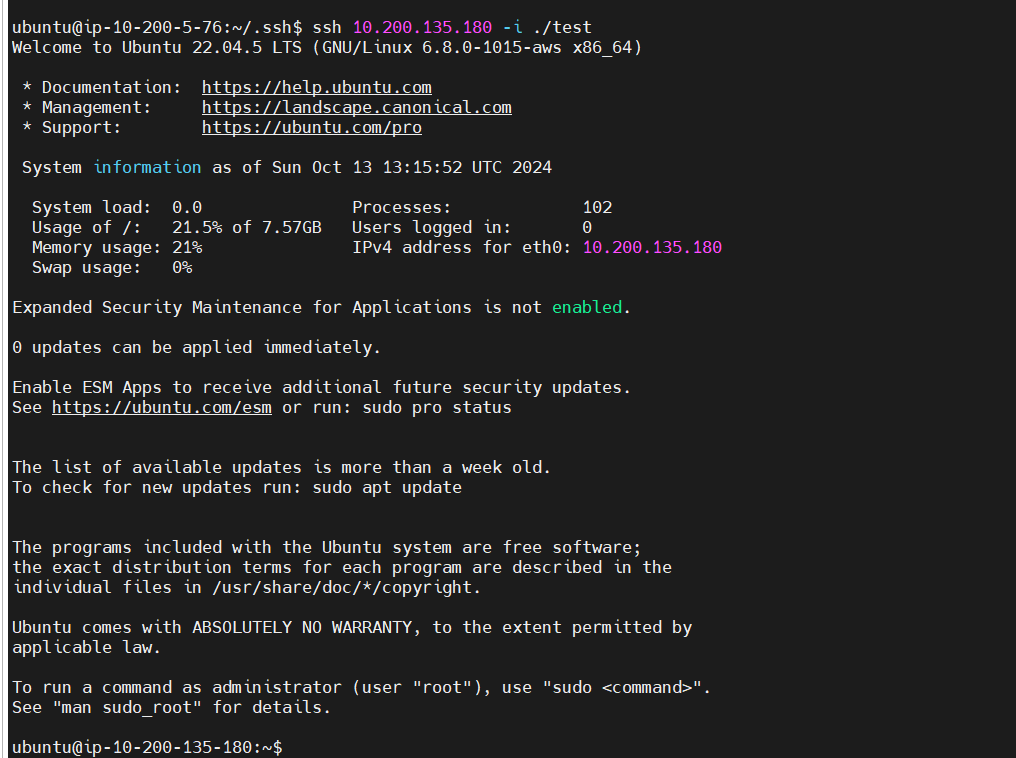 ubuntu@ip-10-200-5-76:~/.ssh$ ssh 10.200.135.180 -i ./test
Welcome to Ubuntu 22.04.5 LTS (GNU/Linux 6.8.0-1015-aws x86_64)

 * Documentation:  https://help.ubuntu.com
 * Management:     https://landscape.canonical.com
 * Support:        https://ubuntu.com/pro

 System information as of Sun Oct 13 13:15:52 UTC 2024

  System load:  0.0               Processes:             102
  Usage of /:   21.5% of 7.57GB   Users logged in:       0
  Memory usage: 21%               IPv4 address for eth0: 10.200.135.180
  Swap usage:   0%

Expanded Security Maintenance for Applications is not enabled.

0 updates can be applied immediately.

Enable ESM Apps to receive additional future security updates.
See https://ubuntu.com/esm or run: sudo pro status


The list of available updates is more than a week old.
To check for new updates run: sudo apt update


The programs included with the Ubuntu system are free software;
the exact distribution terms for each program are described in the
individual files in /usr/share/doc/*/copyright.

Ubuntu comes with ABSOLUTELY NO WARRANTY, to the extent permitted by
applicable law.

To run a command as administrator (user "root"), use "sudo <command>".
See "man sudo_root" for details.

ubuntu@ip-10-200-135-180:~$